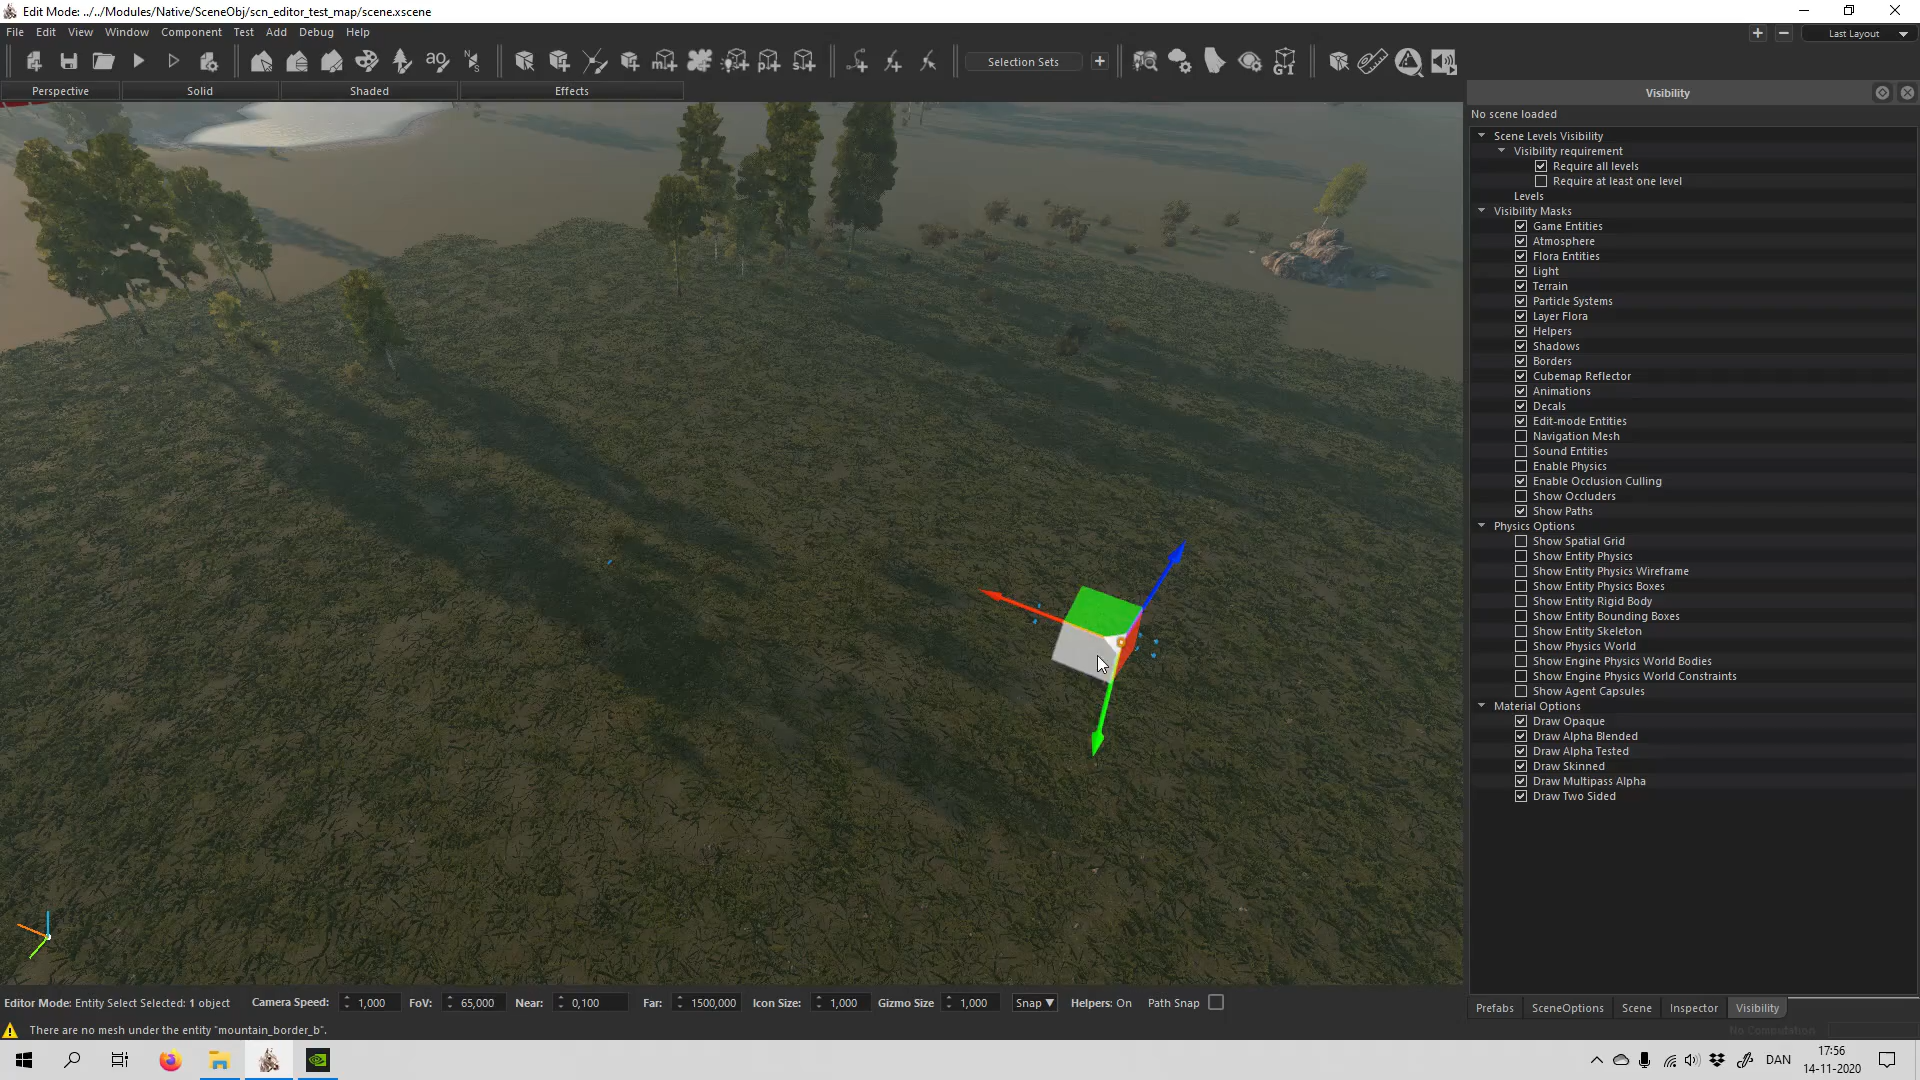 Edit Mode: ../../Modules/Native/SceneObj/scn_editor_test_map/scene.xscene
File Edit View Window Component Test Add Debug Help
Last Layout
Selection Sets
Perspective Solid Shaded Effects
Visibility
No scene loaded
Scene Levels Visibility
Visibility requirement
Require all levels
Require at least one level
Levels
Visibility Masks
Game Entities
Atmosphere
Flora Entities
Light
Terrain
Particle Systems
Layer Flora
Helpers
Shadows
Borders
Cubemap Reflector
Animations
Decals
Edit-mode Entities
Navigation Mesh
Sound Entities
Enable Physics
Enable Occlusion Culling
Show Occluders
Show Paths
Physics Options
Show Spatial Grid
Show Entity Physics
Show Entity Physics Wireframe
Show Entity Physics Boxes
Show Entity Rigid Body
Show Entity Bounding Boxes
Show Entity Skeleton
Show Physics World
Show Engine Physics World Bodies
Show Engine Physics World Constraints
Show Agent Capsules
Material Options
Draw Opaque
Draw Alpha Blended
Draw Alpha Tested
Draw Skinned
Draw Multipass Alpha
Draw Two Sided
Editor Mode: Entity Select Selected: 1 object Camera Speed: 1,000 FoV: 65,000 Near: 0,100 Far: 1500,000 Icon Size: 1,000 Gizmo Size 1,000 Snap Helpers: On Path Snap
Prefabs SceneOptions Scene Inspector Visibility
There are no mesh under the entity "mountain_border_b".
No Computation
DAN
17:56
14-11-2020